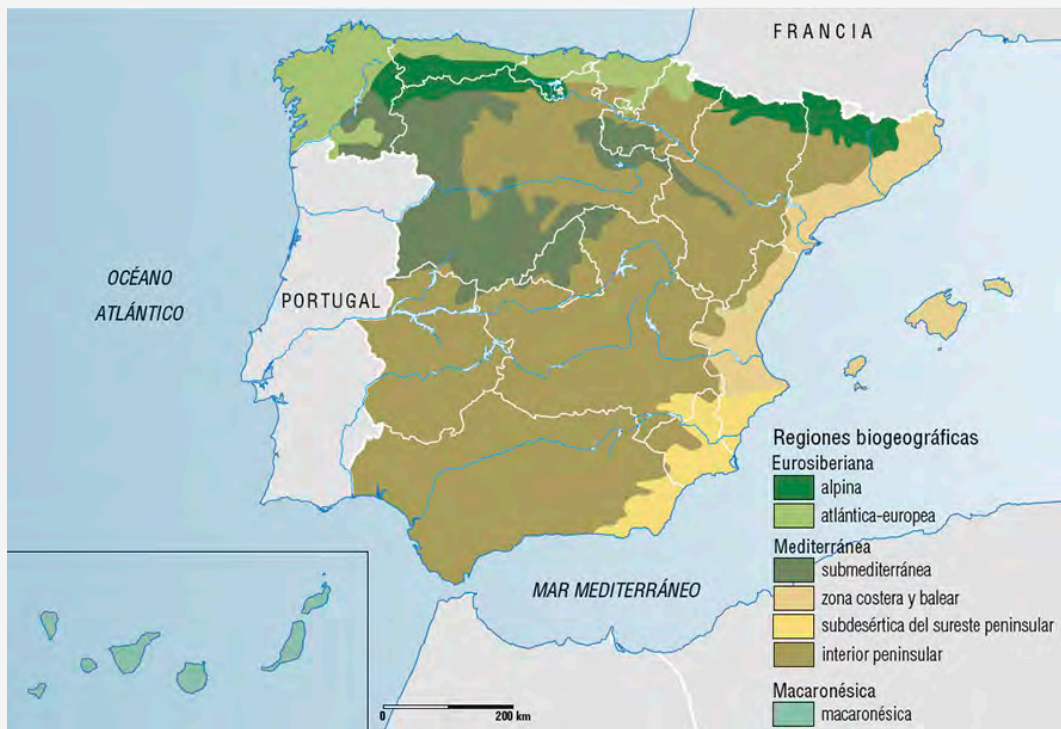 FRANCIA
OCÉANO
ATLÁNTICO
PORTUGAL
MAR MEDITERRÁNEO
0 200 km
Regiones biogeográficas
Eurosiberiana
alpina
atlántica-europea
Mediterránea
submediterránea
zona costera y balear
subdesértica del sureste peninsular
interior peninsular
Macaronésica
macaronésica